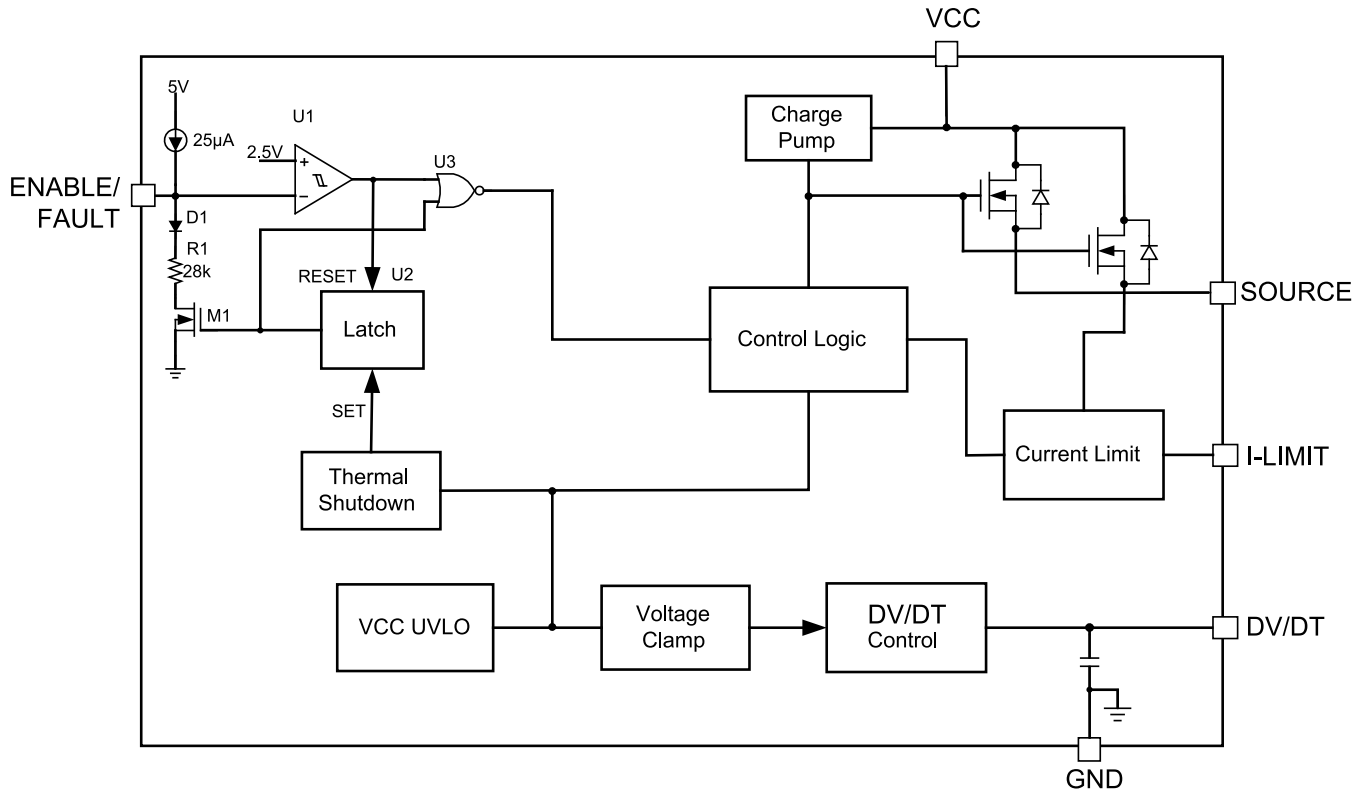 VCC
5V
U1
25µA
2.5V
+
−
U3
Charge
Pump
ENABLE/
FAULT
D1
R1
28k
RESET
U2
M1
Latch
Control Logic
SOURCE
SET
Thermal
Shutdown
Current Limit
I-LIMIT
VCC UVLO
Voltage
Clamp
DV/DT
Control
DV/DT
GND